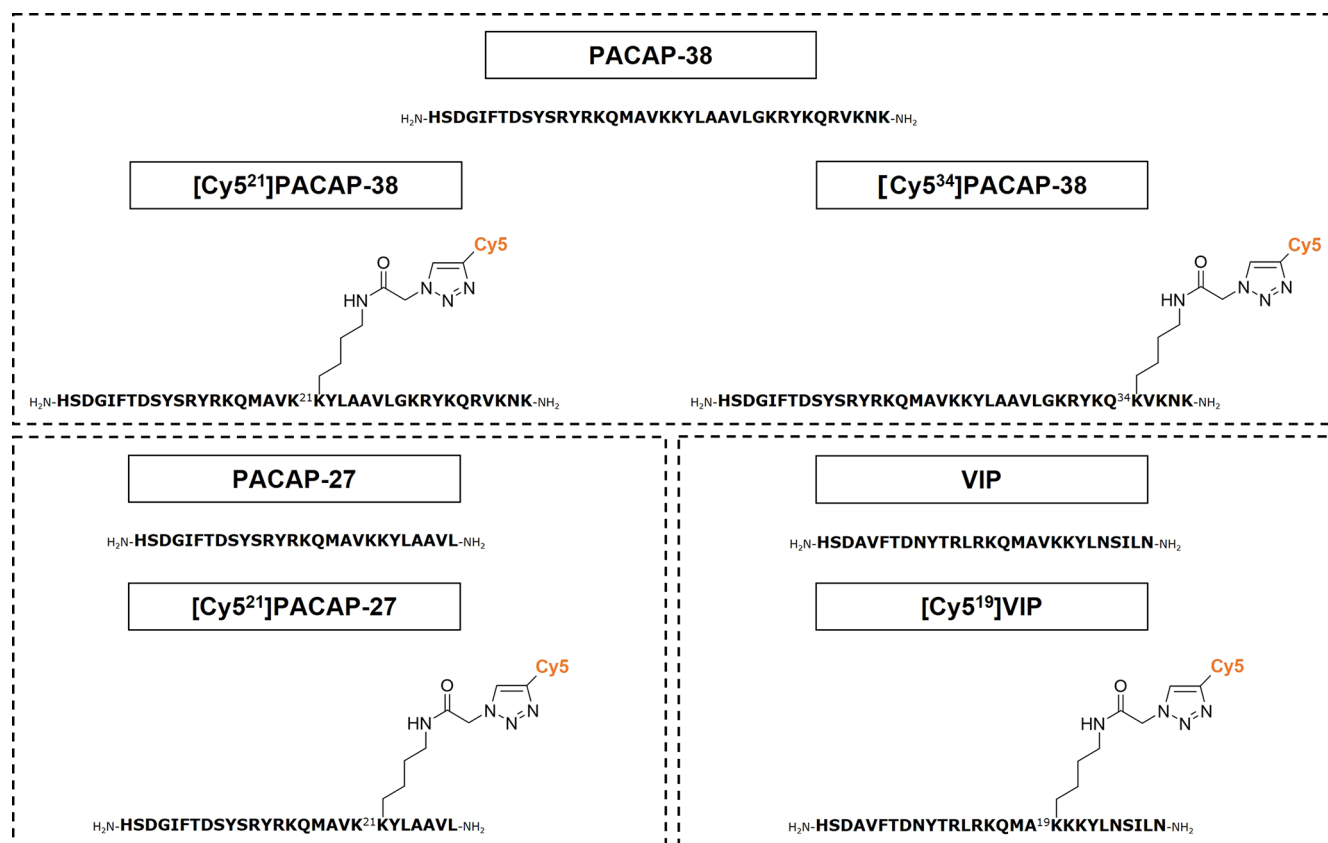 PACAP-38
H₂N-HSDGIFTDSYSRYRKQMAVKKYLAAVLGKRYKQRVKNK-NH₂
[Cy5²¹]PACAP-38
[Cy5³⁴]PACAP-38
Cy5
O
HN
N
N
N
Cy5
O
HN
N
N
N
H₂N-HSDGIFTDSYSRYRKQMAVK²¹KYLAAVLGKRYKQRVKNK-NH₂
H₂N-HSDGIFTDSYSRYRKQMAVKKYLAAVLGKRYKQ³⁴KVKNK-NH₂
PACAP-27
H₂N-HSDGIFTDSYSRYRKQMAVKKYLAAVL-NH₂
[Cy5²¹]PACAP-27
Cy5
O
HN
N
N
N
H₂N-HSDGIFTDSYSRYRKQMAVK²¹KYLAAVL-NH₂
VIP
H₂N-HSDAVFTDNYTRLRKQMAVKKYLNSILN-NH₂
[Cy5¹⁹]VIP
Cy5
O
HN
N
N
N
H₂N-HSDAVFTDNYTRLRKQMA¹⁹KKKYLNSILN-NH₂